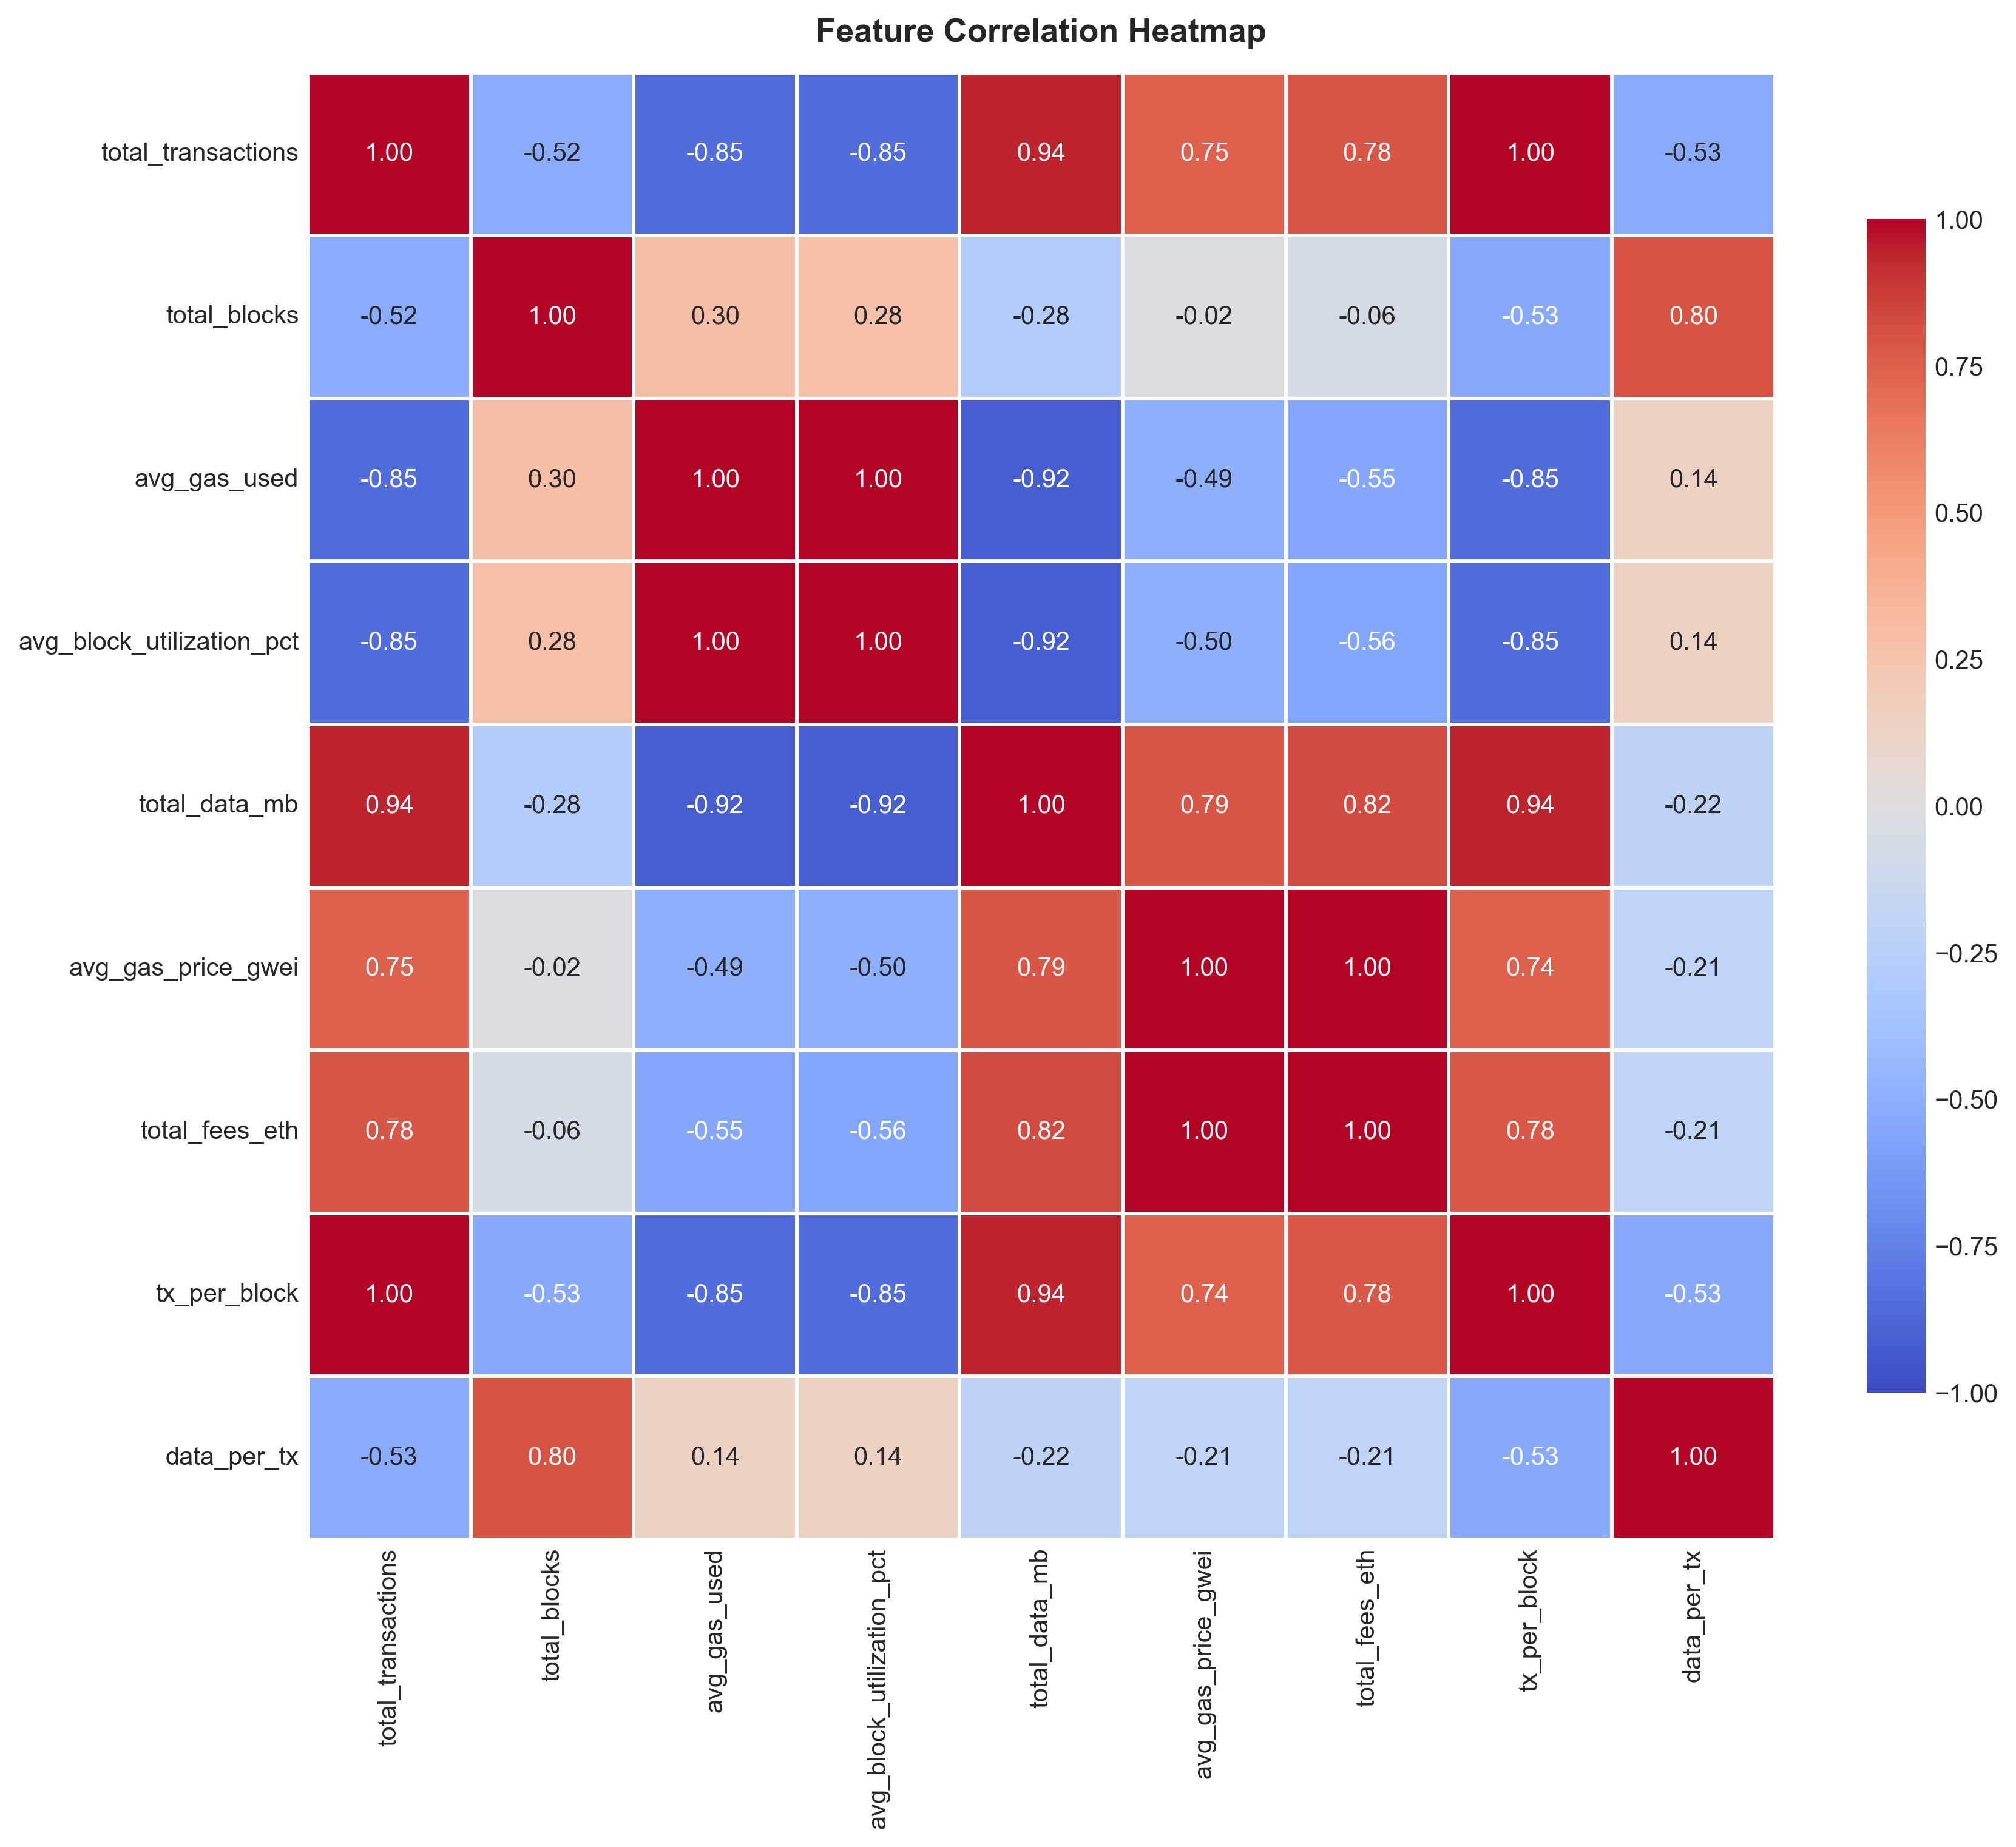 Feature Correlation Heatmap
total_transactions 1.00 -0.52 -0.85 -0.85 0.94 0.75 0.78 1.00 -0.53
total_blocks -0.52 1.00 0.30 0.28 -0.28 -0.02 -0.06 -0.53 0.80
avg_gas_used -0.85 0.30 1.00 1.00 -0.92 -0.49 -0.55 -0.85 0.14
avg_block_utilization_pct -0.85 0.28 1.00 1.00 -0.92 -0.50 -0.56 -0.85 0.14
total_data_mb 0.94 -0.28 -0.92 -0.92 1.00 0.79 0.82 0.94 -0.22
avg_gas_price_gwei 0.75 -0.02 -0.49 -0.50 0.79 1.00 1.00 0.74 -0.21
total_fees_eth 0.78 -0.06 -0.55 -0.56 0.82 1.00 1.00 0.78 -0.21
tx_per_block 1.00 -0.53 -0.85 -0.85 0.94 0.74 0.78 1.00 -0.53
data_per_tx -0.53 0.80 0.14 0.14 -0.22 -0.21 -0.21 -0.53 1.00
total_transactions
total_blocks
avg_gas_used
avg_block_utilization_pct
total_data_mb
avg_gas_price_gwei
total_fees_eth
tx_per_block
data_per_tx
1.00
0.75
0.50
0.25
0.00
−0.25
−0.50
−0.75
−1.00